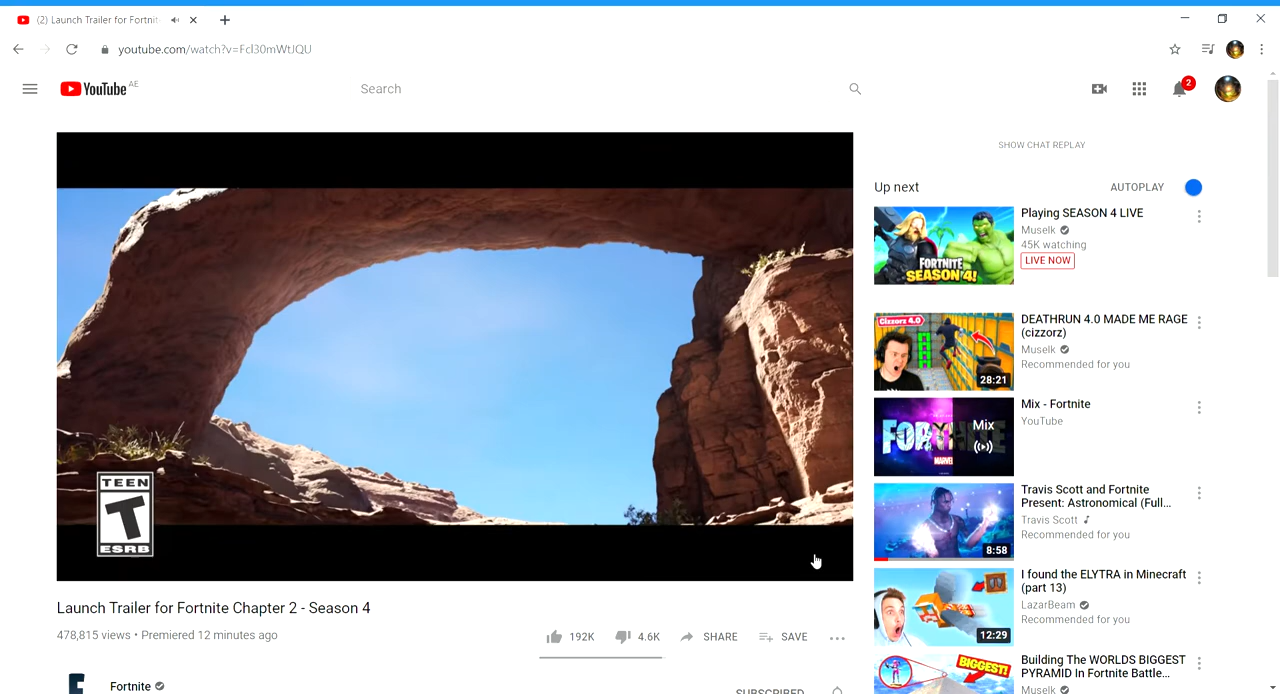 (2) Launch Trailer for Fortnit
youtube.com/watch?v=Fcl30mWtJQU
YouTube AE
Search
2
SHOW CHAT REPLAY
Up next
AUTOPLAY
FORTNITE
SEASON 4!
Playing SEASON 4 LIVE
Muselk
45K watching
LIVE NOW
Cizzorz 4.0
28:21
DEATHRUN 4.0 MADE ME RAGE
(cizzorz)
Muselk
Recommended for you
Mix
MARVEL
Mix - Fortnite
YouTube
8:58
Travis Scott and Fortnite
Present: Astronomical (Full...
Travis Scott
Recommended for you
12:29
I found the ELYTRA in Minecraft
(part 13)
LazarBeam
Recommended for you
BIGGEST!
Building The WORLDS BIGGEST
PYRAMID In Fortnite Battle...
Muselk
TEEN
T
ESRB
Launch Trailer for Fortnite Chapter 2 - Season 4
478,815 views • Premiered 12 minutes ago
192K
4.6K
SHARE
SAVE
F
Fortnite
SUBSCRIBED